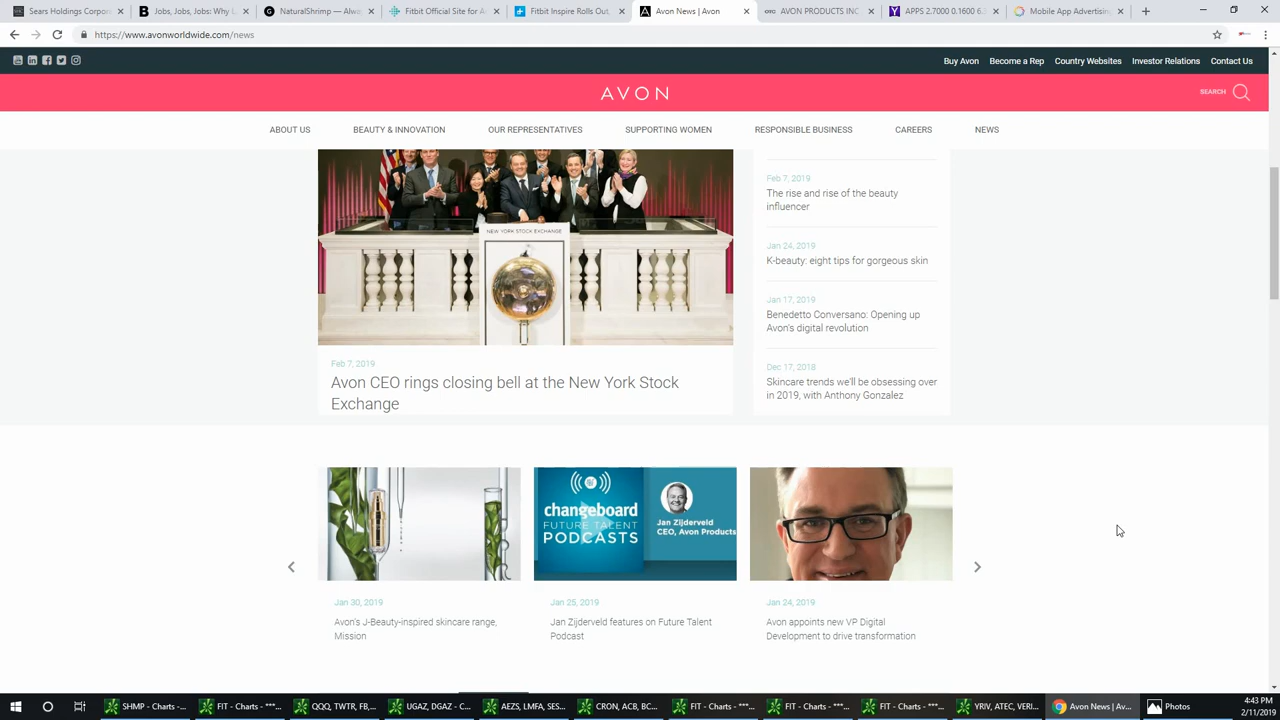 Sears Holdings Corpora
Jobs, Jobs, Jobs: Why L
NaturalShrimp — Alwa
Fitbit Official Site for Ac
Fitbit Inspire Rolls Out,
Avon News | Avon
AVON PRODUCTS INC
APPS 2.7000 0.1600 6.
Mobile App Advertisin
https://www.avonworldwide.com/news
Buy Avon
Become a Rep
Country Websites
Investor Relations
Contact Us
AVON
SEARCH
ABOUT US
BEAUTY & INNOVATION
OUR REPRESENTATIVES
SUPPORTING WOMEN
RESPONSIBLE BUSINESS
CAREERS
NEWS
NEW YORK STOCK EXCHANGE
Feb 7, 2019
Avon CEO rings closing bell at the New York Stock
Exchange
Feb 7, 2019
The rise and rise of the beauty
influencer
Jan 24, 2019
K-beauty: eight tips for gorgeous skin
Jan 17, 2019
Benedetto Conversano: Opening up
Avon's digital revolution
Dec 17, 2018
Skincare trends we'll be obsessing over
in 2019, with Anthony Gonzalez
changeboard
FUTURE TALENT
PODCASTS
Jan Zijderveld
CEO, Avon Products
Jan 30, 2019
Avon's J-Beauty-inspired skincare range,
Mission
Jan 25, 2019
Jan Zijderveld features on Future Talent
Podcast
Jan 24, 2019
Avon appoints new VP Digital
Development to drive transformation
SHMP - Charts -...
FIT - Charts - ***...
QQQ, TWTR, FB,...
UGAZ, DGAZ - C...
AEZS, LMFA, SES...
CRON, ACB, BC...
FIT - Charts - ***...
FIT - Charts - ***...
FIT - Charts - ***...
YRIV, ATEC, VERI...
Avon News | Av...
Photos
4:43 PM
2/11/2019